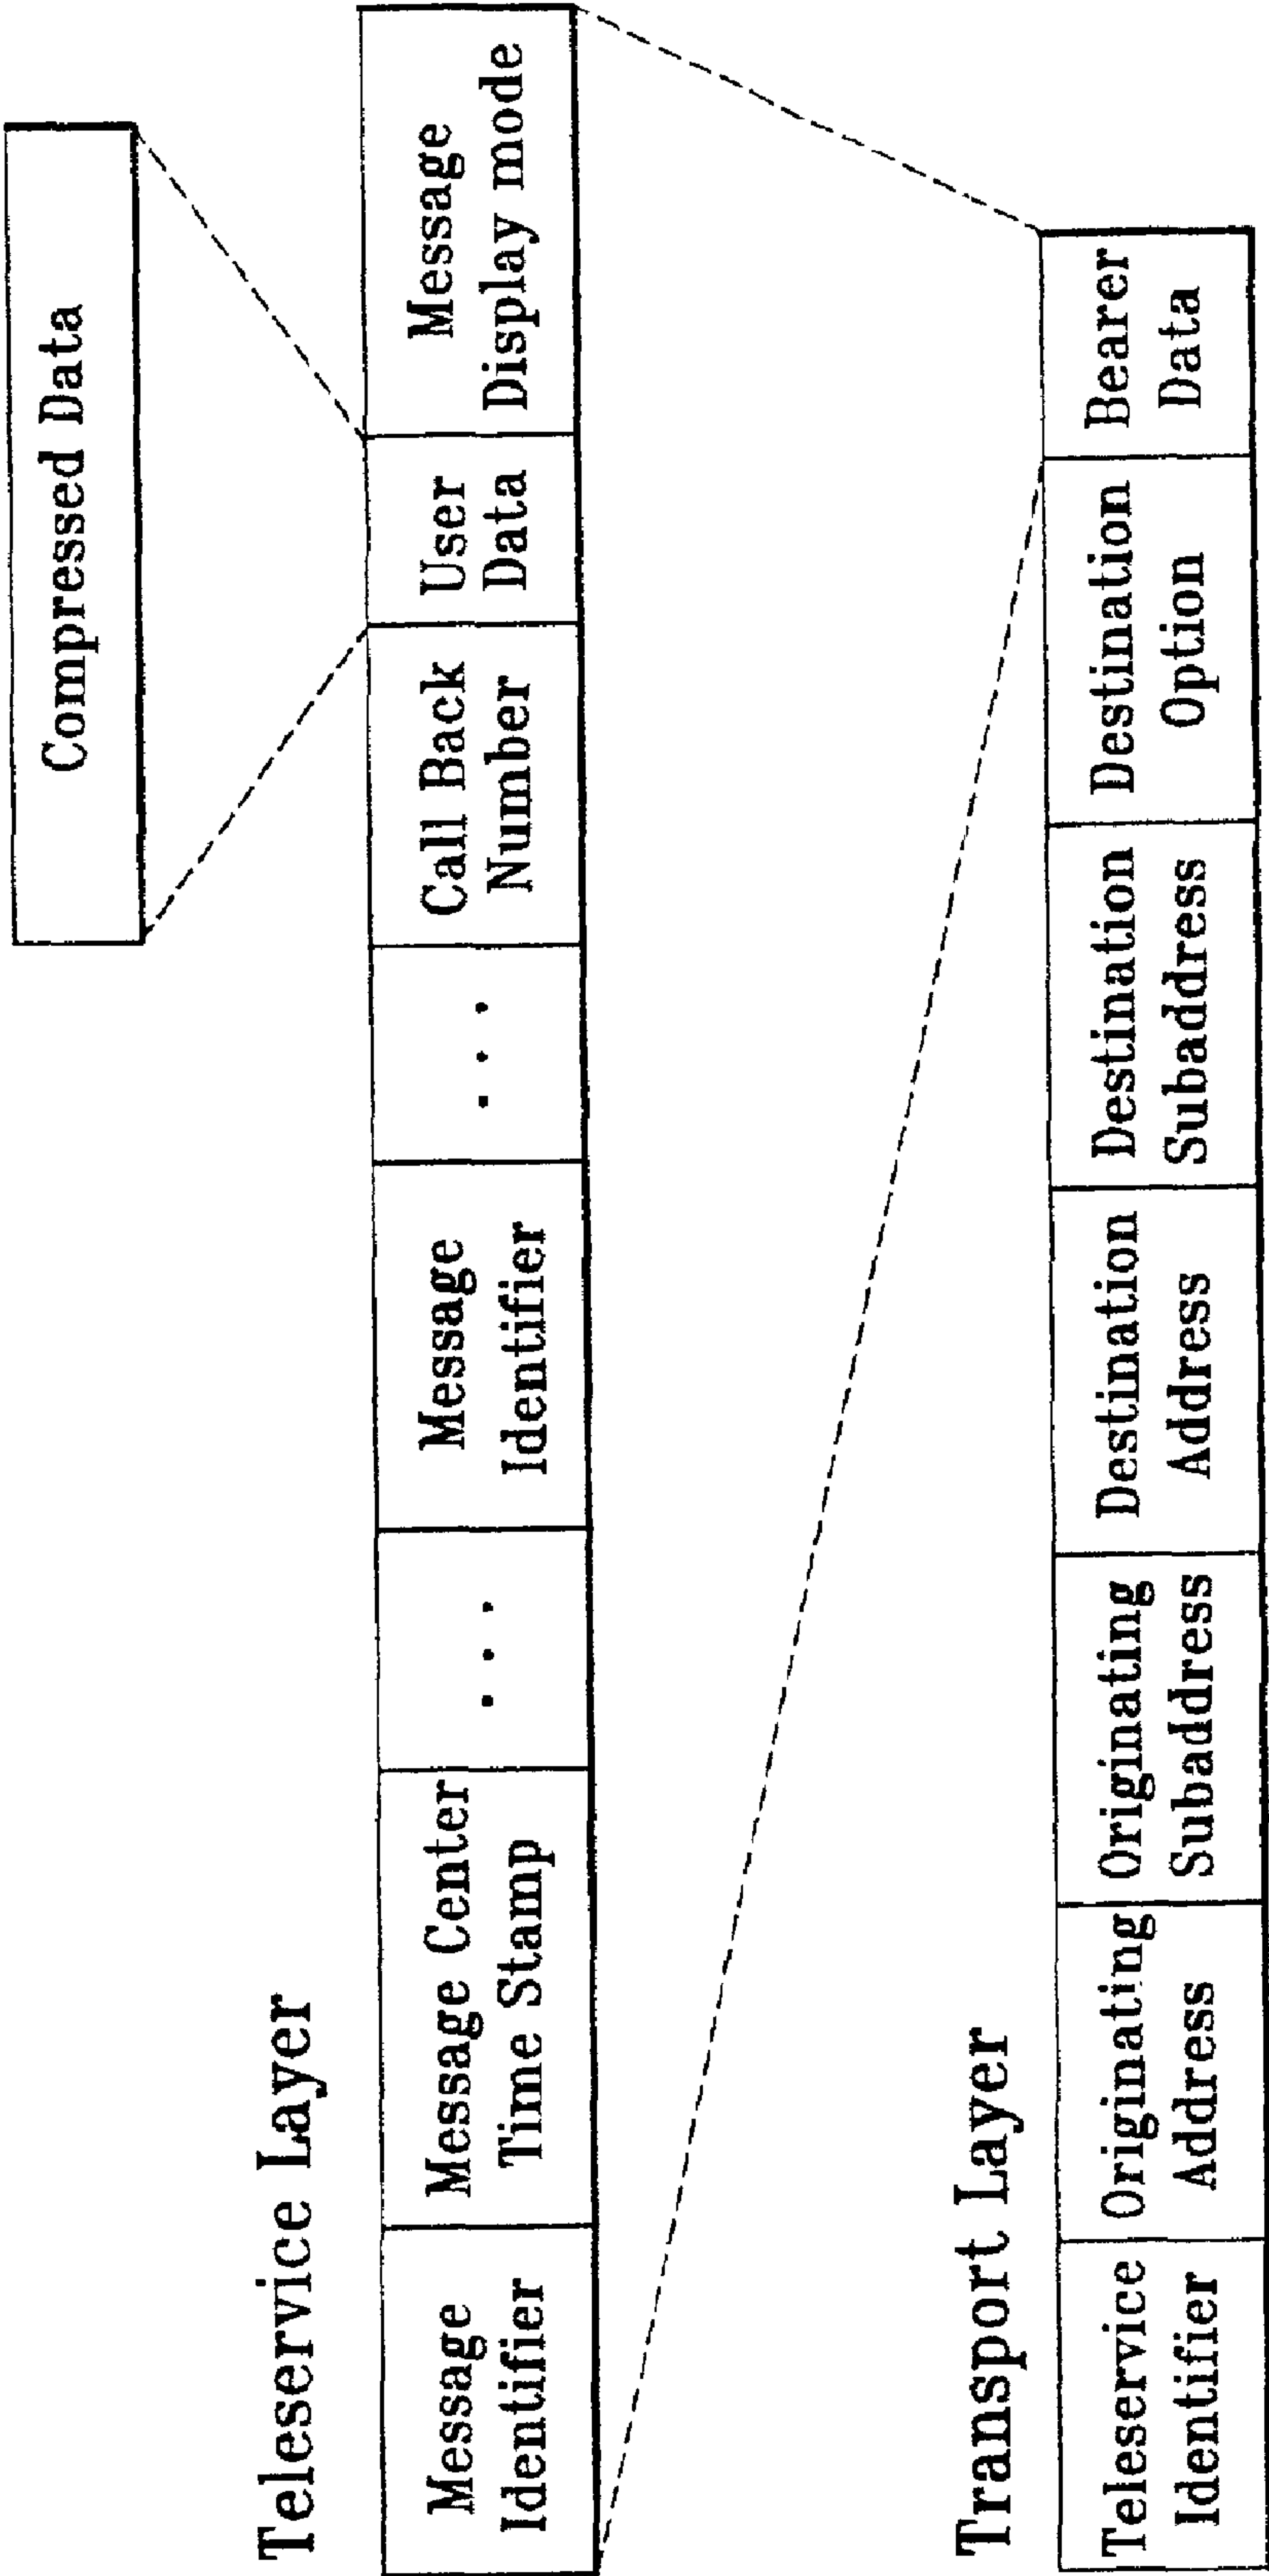 Compressed Data
Teleservice Layer
Message
Identifier
Message Center
Time Stamp
...
Message
Identifier
...
Call Back
Number
User
Data
Message
Display mode
Transport Layer
Teleservice
Identifier
Originating
Address
Originating
Subaddress
Destination
Address
Destination
Subaddress
Destination
Option
Bearer
Data